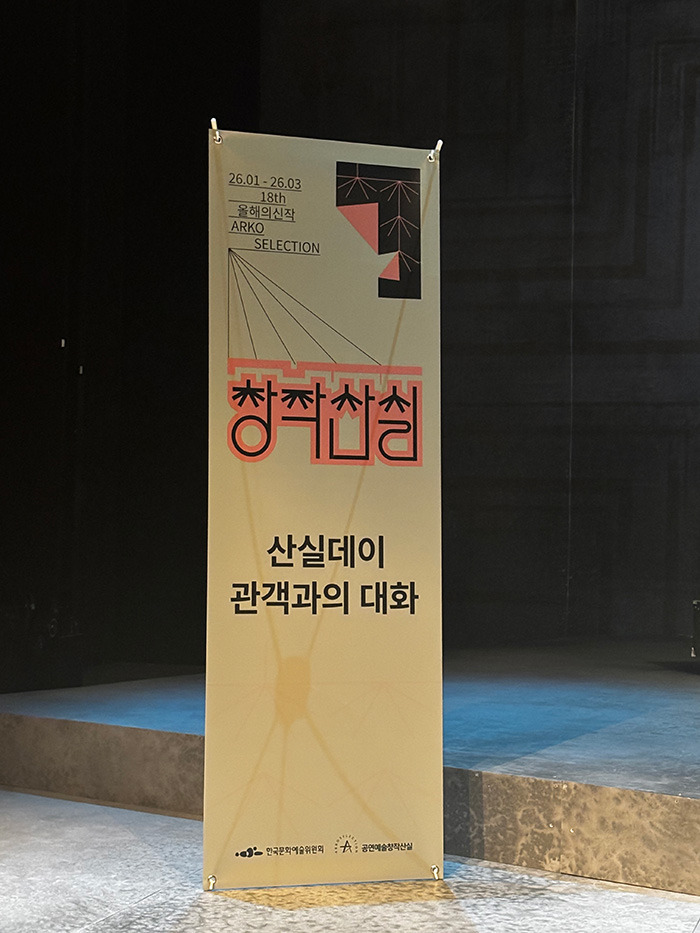 26.01 - 26.03
18th
올해의신작
ARKO
SELECTION
창작산실
산실데이
관객과의 대화
한국문화예술위원회
공연예술창작산실